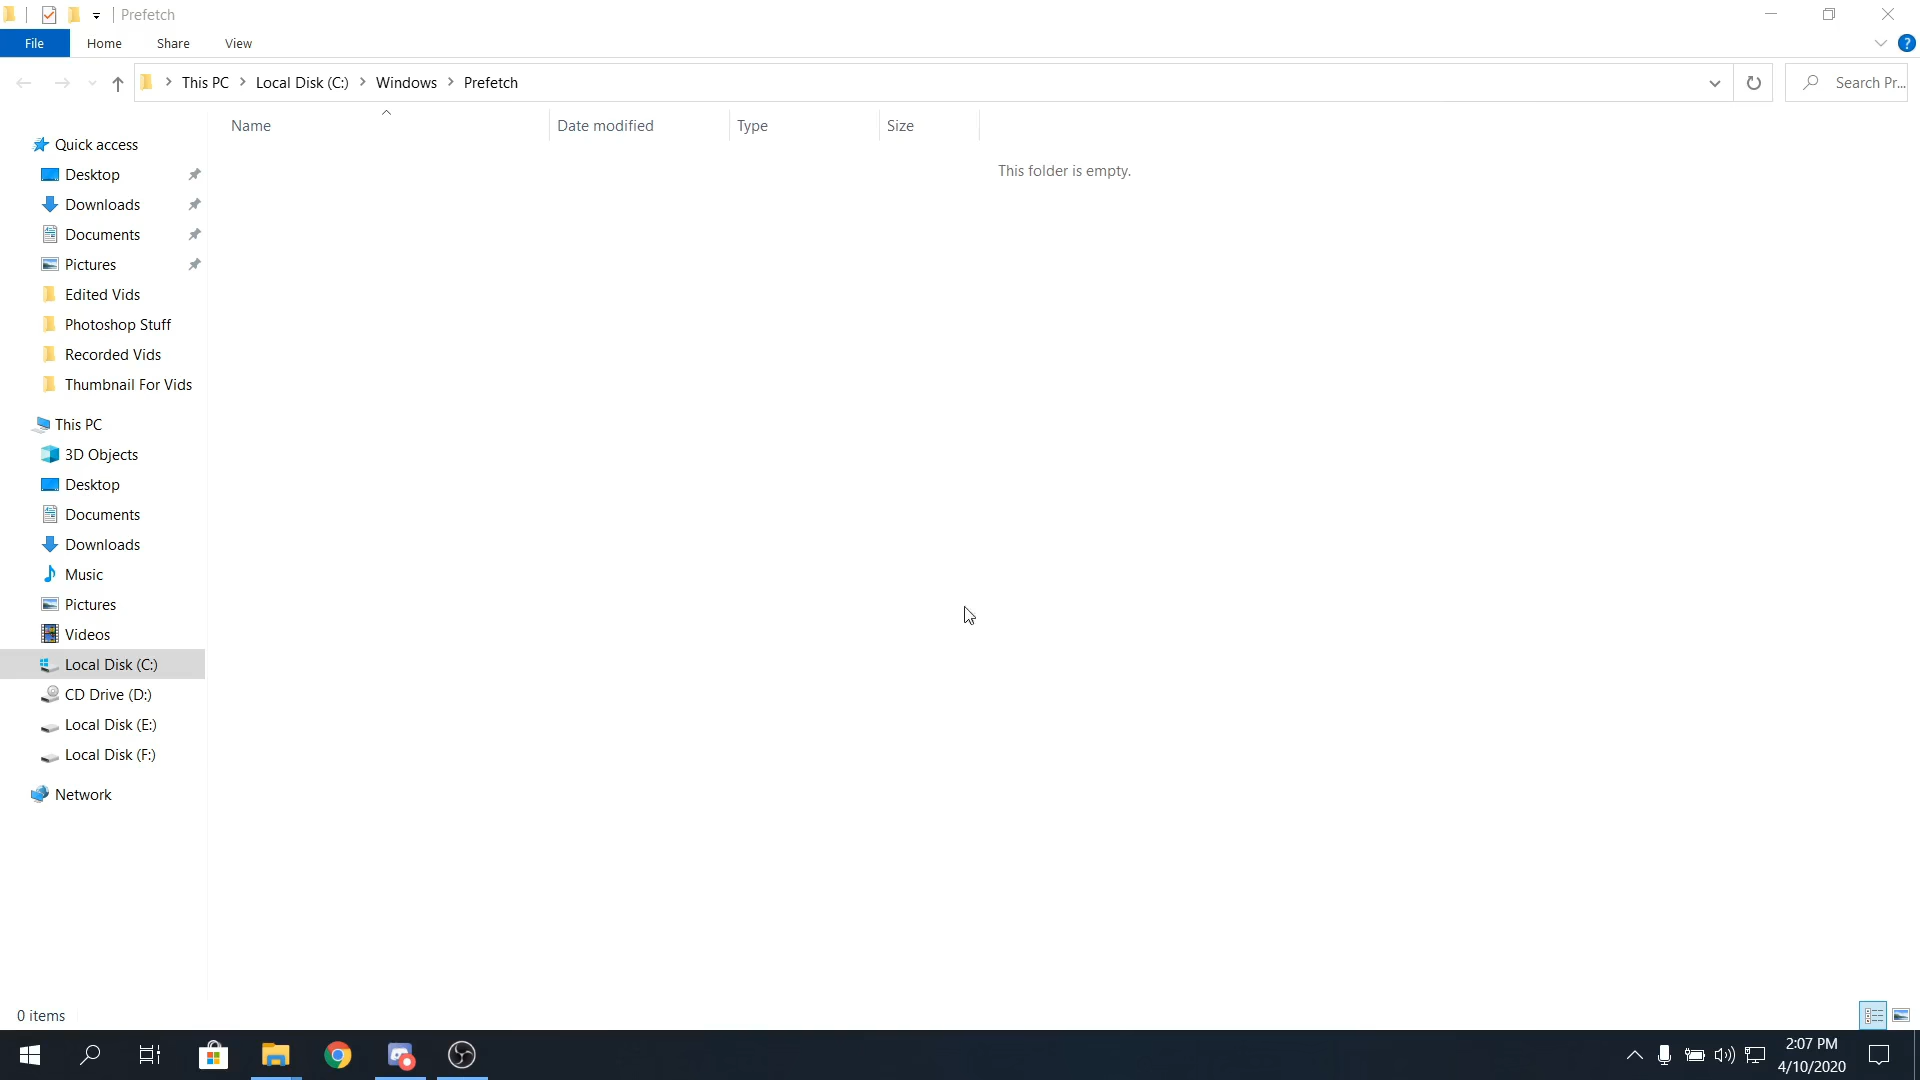 Prefetch
File Home Share View
?
This PC Local Disk (C:) Windows Prefetch
Search Pr...
Name Date modified Type Size
This folder is empty.
Quick access
Desktop
Downloads
Documents
Pictures
Edited Vids
Photoshop Stuff
Recorded Vids
Thumbnail For Vids
This PC
3D Objects
Desktop
Documents
Downloads
Music
Pictures
Videos
Local Disk (C:)
CD Drive (D:)
Local Disk (E:)
Local Disk (F:)
Network
0 items
2:07 PM
4/10/2020